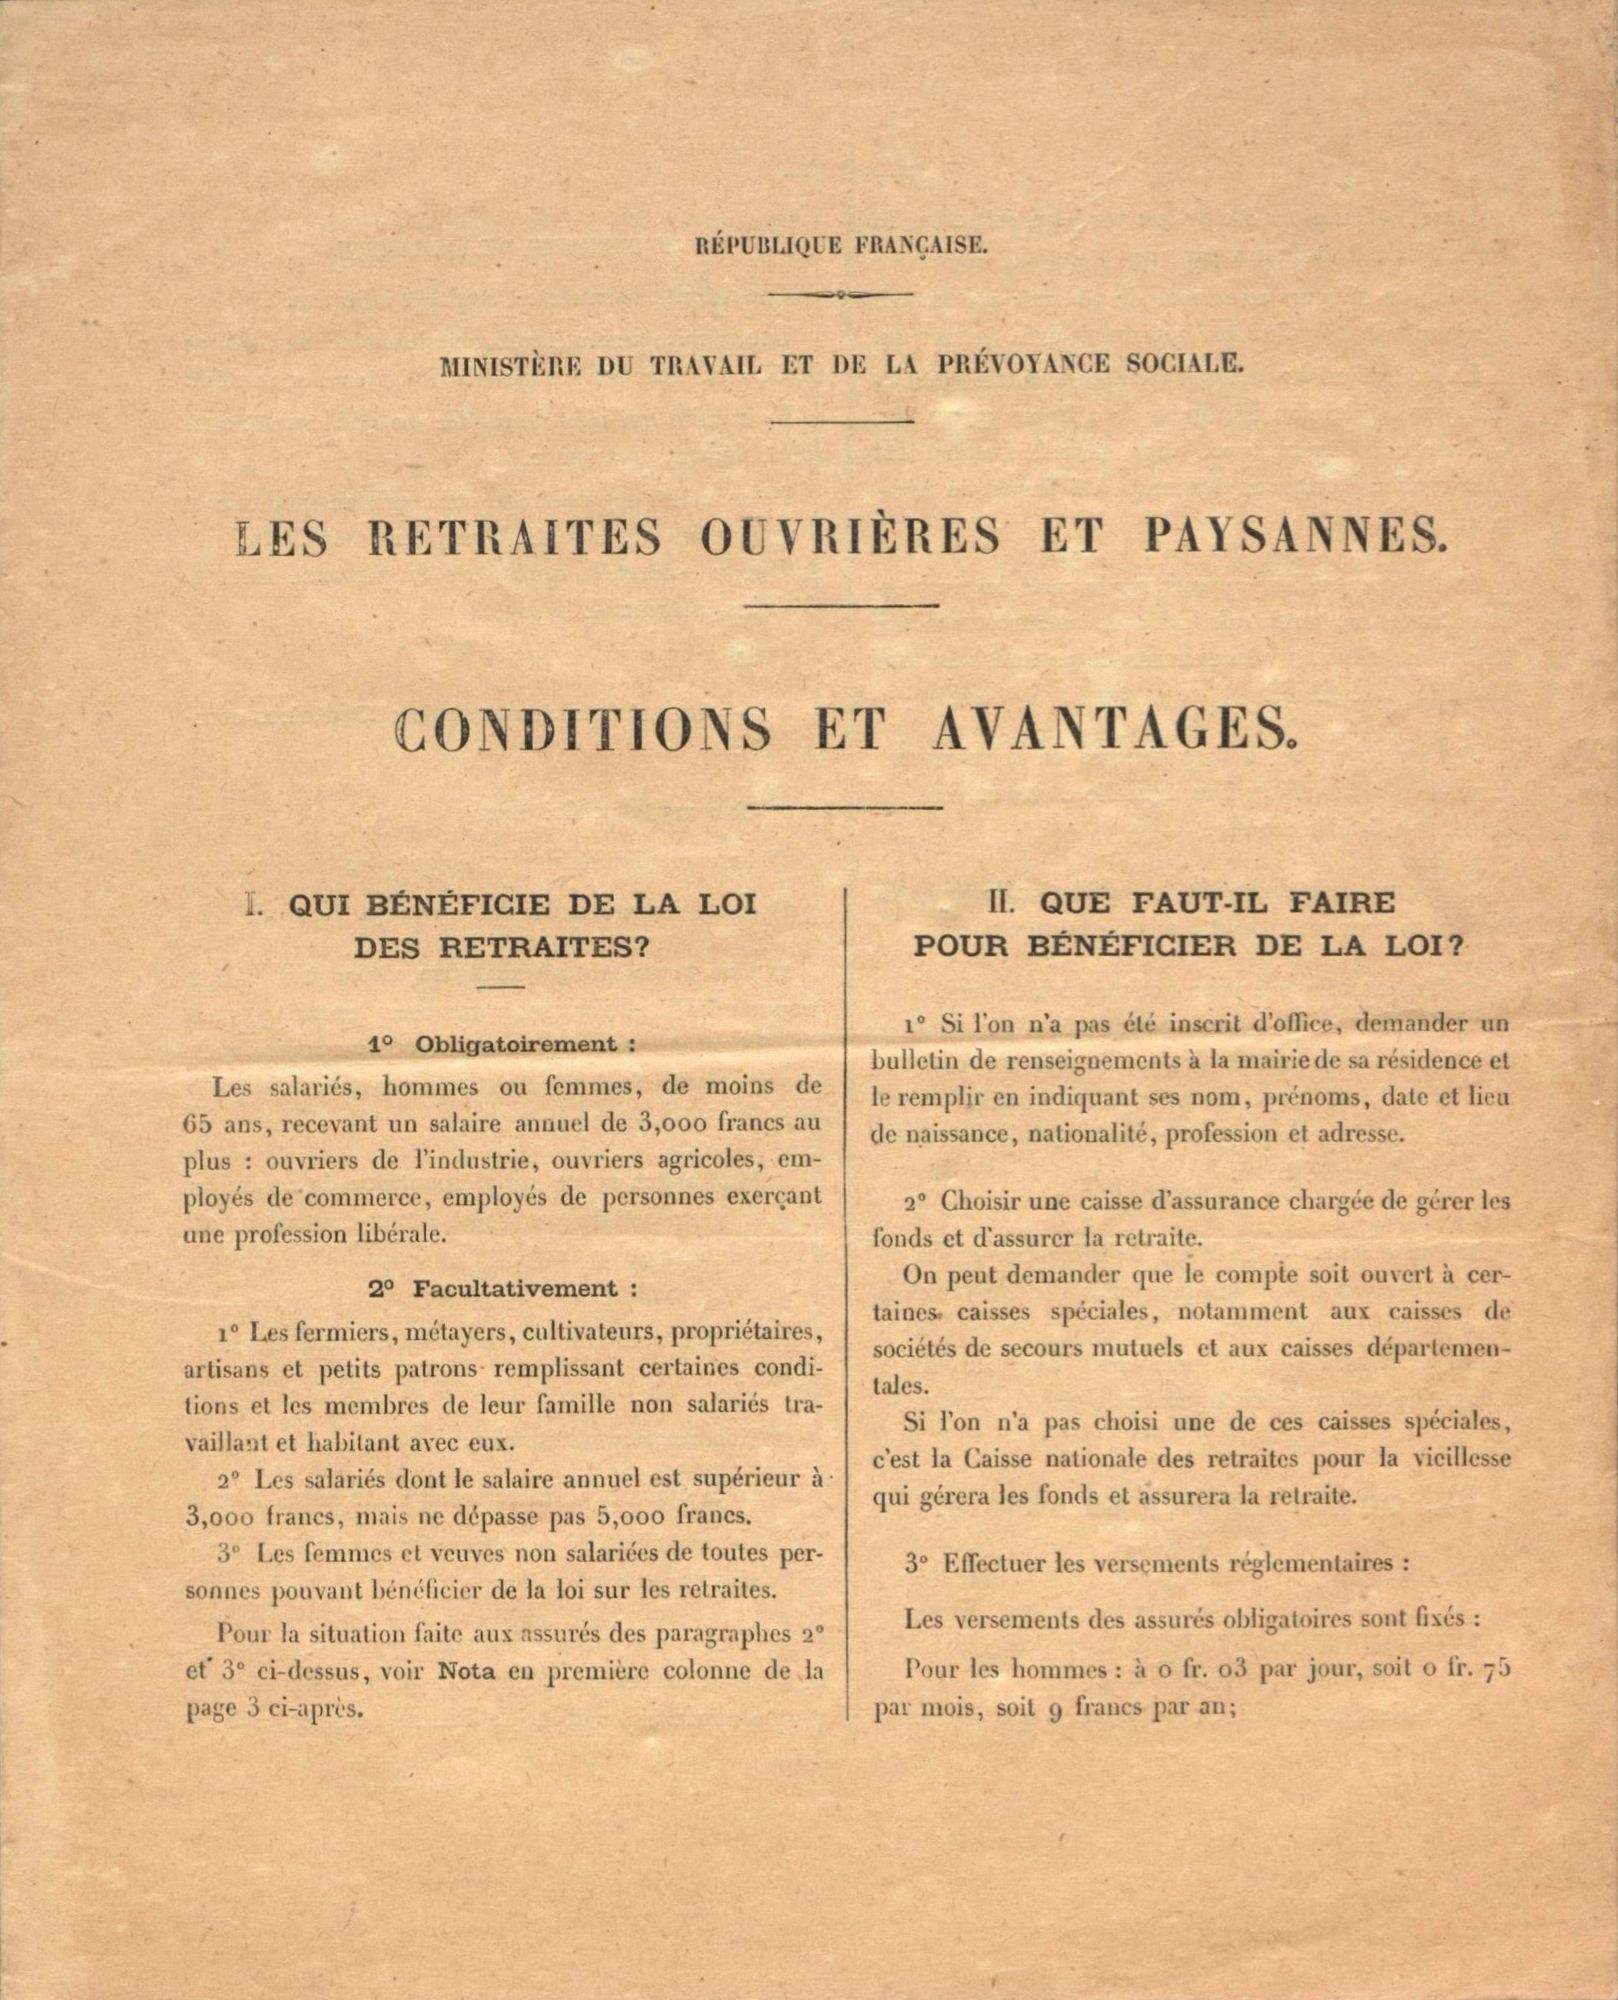 RÉPUBLIQUE FRANÇAISE.
MINISTÈRE DU TRAVAIL ET DE LA PRÉVOYANCE SOCIALE.
LES RETRAITES OUVRIÈRES ET PAYSANNES.
CONDITIONS ET AVANTAGES.
I. QUI BÉNÉFICIE DE LA LOI
DES RETRAITES?
1° Obligatoirement :
Les salariés, hommes ou femmes, de moins de
65 ans, recevant un salaire annuel de 3,000 francs au
plus : ouvriers de l'industrie, ouvriers agricoles, em-
ployés de commerce, employés de personnes exerçant
une profession libérale.
2° Facultativement :
1° Les fermiers, métayers, cultivateurs, propriétaires,
artisans et petits patrons remplissant certaines condi-
tions et les membres de leur famille non salariés tra-
vaillant et habitant avec eux.
2° Les salariés dont le salaire annuel est supérieur à
3,000 francs, mais ne dépasse pas 5,000 francs.
3° Les femmes et veuves non salariées de toutes per-
sonnes pouvant bénéficier de la loi sur les retraites.
Pour la situation faite aux assurés des paragraphes 2°
et 3° ci-dessus, voir Nota en première colonne de la
page 3 ci-après.
II. QUE FAUT-IL FAIRE
POUR BÉNÉFICIER DE LA LOI?
1° Si l'on n'a pas été inscrit d'office, demander un
bulletin de renseignements à la mairie de sa résidence et
le remplir en indiquant ses nom, prénoms, date et lieu
de naissance, nationalité, profession et adresse.
2° Choisir une caisse d'assurance chargée de gérer les
fonds et d'assurer la retraite.
On peut demander que le compte soit ouvert à cer-
taines caisses spéciales, notamment aux caisses de
sociétés de secours mutuels et aux caisses départemen-
tales.
Si l'on n'a pas choisi une de ces caisses spéciales,
c'est la Caisse nationale des retraites pour la vieillesse
qui gérera les fonds et assurera la retraite.
3° Effectuer les versements réglementaires :
Les versements des assurés obligatoires sont fixés :
Pour les hommes : à 0 fr. 03 par jour, soit 0 fr. 75
par mois, soit 9 francs par an;